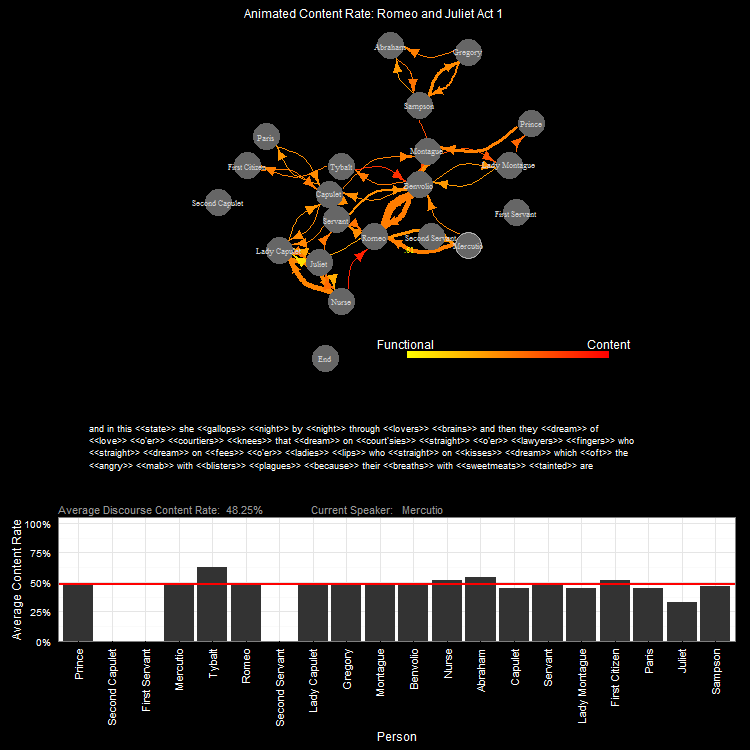 Animated Content Rate: Romeo and Juliet Act 1
Abraham
Gregory
Sampson
Prince
Paris
Montague
First Citizen
Tybalt
Lady Montague
Benvolio
Capulet
Second Capulet
First Servant
Servant
Romeo
Second Servant
Mercutio
Lady Capulet
Juliet
Nurse
Functional
Content
End
and in this <<state>> she <<gallops>> <<night>> by <<night>> through <<lovers>> <<brains>> and then they <<dream>> of
<<love>> <<o'er>> <<courtiers>> <<knees>> that <<dream>> on <<court'sies>> <<straight>> <<o'er>> <<lawyers>> <<fingers>> who
<<straight>> <<dream>> on <<fees>> <<o'er>> <<ladies>> <<lips>> who <<straight>> on <<kisses>> <<dream>> which <<oft>> the
<<angry>> <<mab>> with <<blisters>> <<plagues>> <<because>> their <<breaths>> with <<sweetmeats>> <<tainted>> are
Average Discourse Content Rate: 48.25%
Current Speaker: Mercutio
Average Content Rate
100%
75%
50%
25%
0%
Prince
Second Capulet
First Servant
Mercutio
Tybalt
Romeo
Second Servant
Lady Capulet
Gregory
Montague
Benvolio
Nurse
Abraham
Capulet
Servant
Lady Montague
First Citizen
Paris
Juliet
Sampson
Person